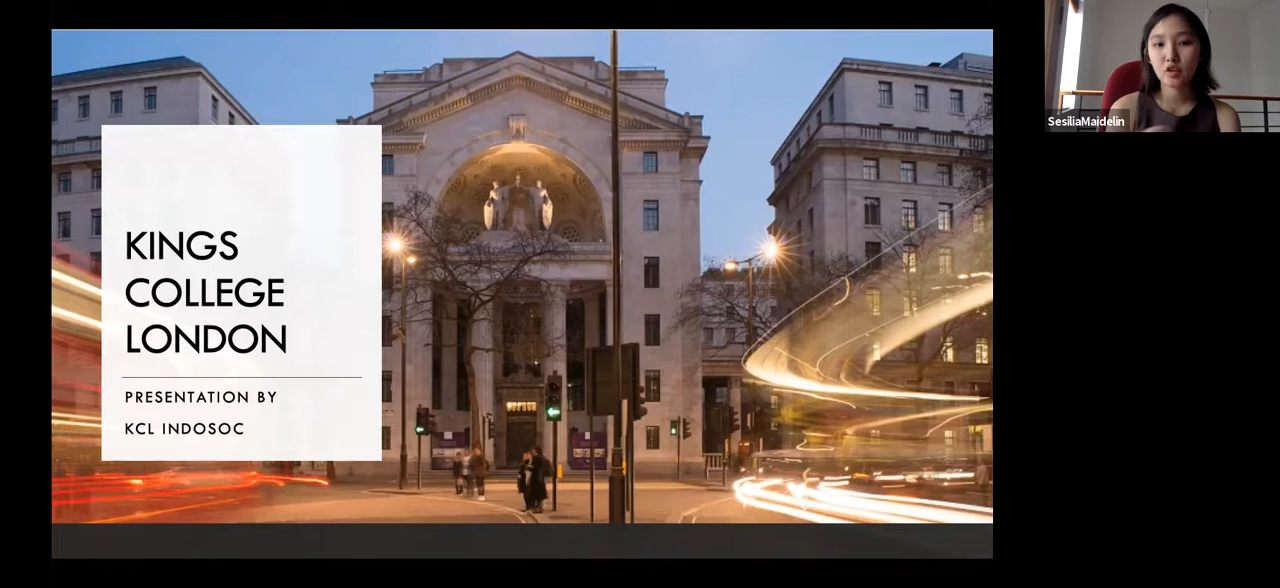 KINGS
COLLEGE
LONDON
PRESENTATION BY
KCL INDOSOC
SesiliaMaidelin